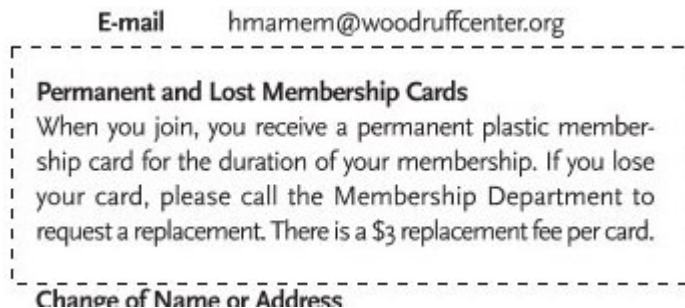 E-mail hmamem@woodruffcenter.org
Permanent and Lost Membership Cards
When you join, you receive a permanent plastic member-
ship card for the duration of your membership. If you lose
your card, please call the Membership Department to
request a replacement. There is a $3 replacement fee per card.
Change of Name or Address